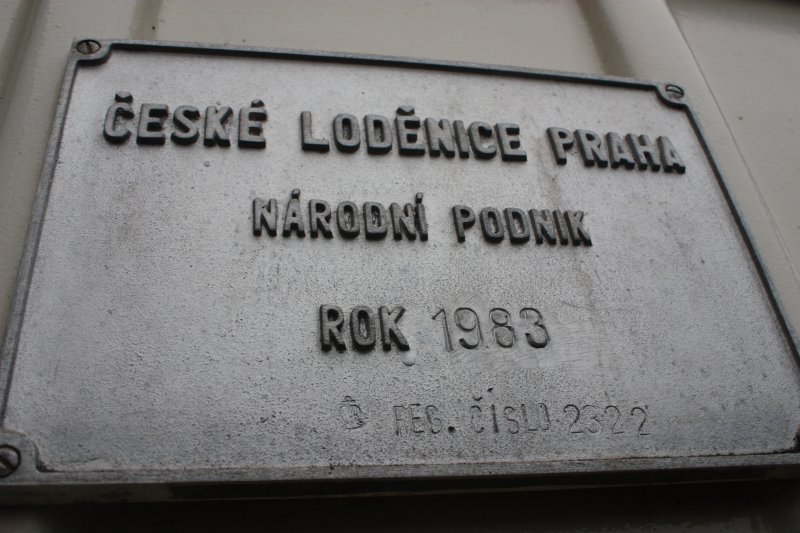 ČESKÉ LODĚNICE PRAHA
NÁRODNÍ PODNIK
ROK 1983
REG. ČÍSLO 2322